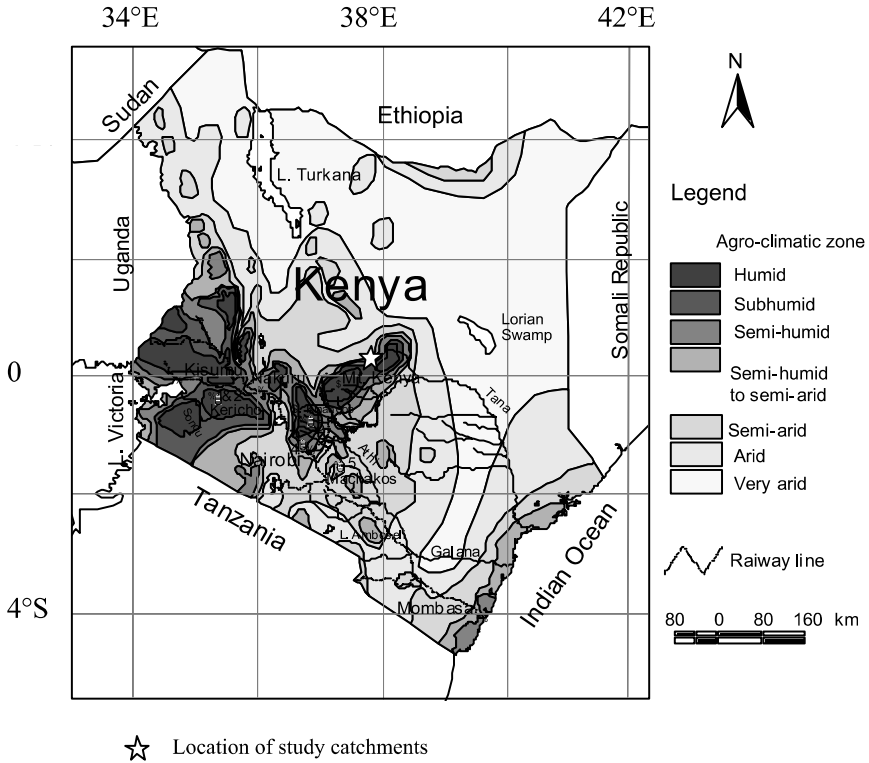 34°E 38°E 42°E
N
Sudan
Ethiopia
L. Turkana
Uganda
Kenya
Somali Republic
Lorian
Swamp
0
Kisumu
Nakuru
Mt. Kenya
Kericho
Sondu
L. Victoria
Tana
Nairobi
Athi
Machakos
Tanzania
Galana
Indian Ocean
4°S
Mombasa
Legend
Agro-climatic zone
Humid
Subhumid
Semi-humid
Semi-humid
to semi-arid
Semi-arid
Arid
Very arid
Raiway line
80 0 80 160 km
Location of study catchments